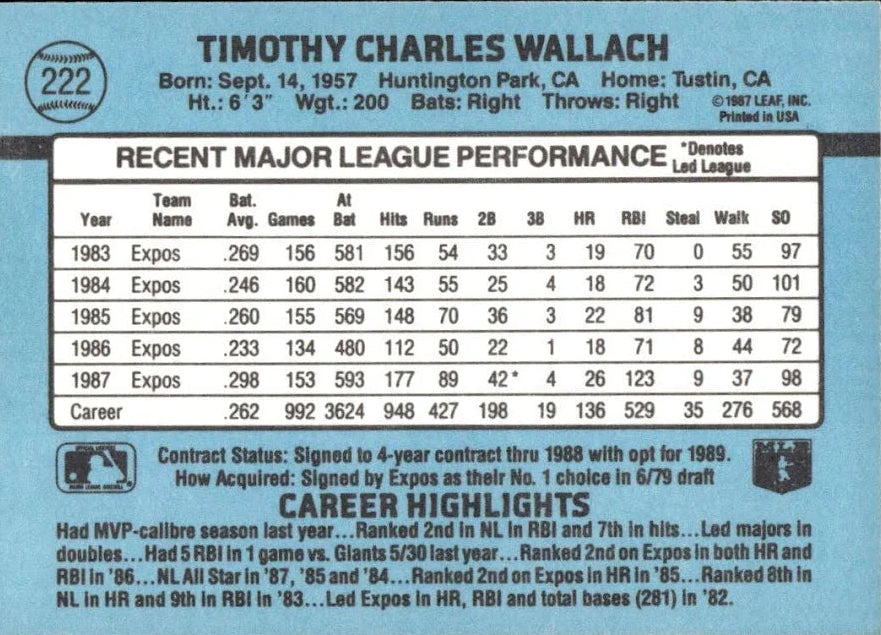 222
TIMOTHY CHARLES WALLACH
Born: Sept. 14, 1957 Huntington Park, CA Home: Tustin, CA
Ht.: 6'3" Wgt.: 200 Bats: Right Throws: Right ©1987 LEAF, INC.
Printed in USA
RECENT MAJOR LEAGUE PERFORMANCE *Denotes Led League
Year Team Name Bat. Avg. Games At Bat Hits Runs 2B 3B HR RBI Steal Walk SO
1983 Expos .269 156 581 156 54 33 3 19 70 0 55 97
1984 Expos .246 160 582 143 55 25 4 18 72 3 50 101
1985 Expos .260 155 569 148 70 36 3 22 81 9 38 79
1986 Expos .233 134 480 112 50 22 1 18 71 8 44 72
1987 Expos .298 153 593 177 89 42* 4 26 123 9 37 98
Career .262 992 3624 948 427 198 19 136 529 35 276 568
Contract Status: Signed to 4-year contract thru 1988 with opt for 1989.
How Acquired: Signed by Expos as their No. 1 choice in 6/79 draft
CAREER HIGHLIGHTS
Had MVP-calibre season last year...Ranked 2nd in NL in RBI and 7th in hits...Led majors in
doubles...Had 5 RBI in 1 game vs. Giants 5/30 last year...Ranked 2nd on Expos in both HR and
RBI in '86...NL All Star in '87, '85 and '84...Ranked 2nd on Expos in HR in '85...Ranked 8th in
NL in HR and 9th in RBI in '83...Led Expos in HR, RBI and total bases (281) in '82.